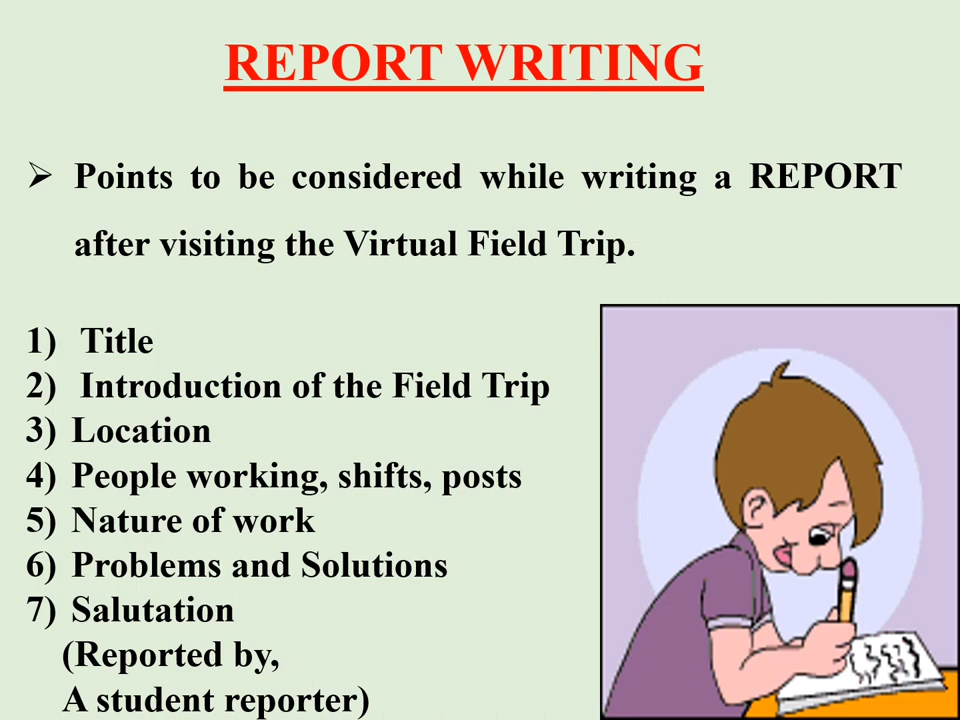 REPORT WRITING
➢ Points to be considered while writing a REPORT
after visiting the Virtual Field Trip.
1) Title
2) Introduction of the Field Trip
3) Location
4) People working, shifts, posts
5) Nature of work
6) Problems and Solutions
7) Salutation
(Reported by,
A student reporter)